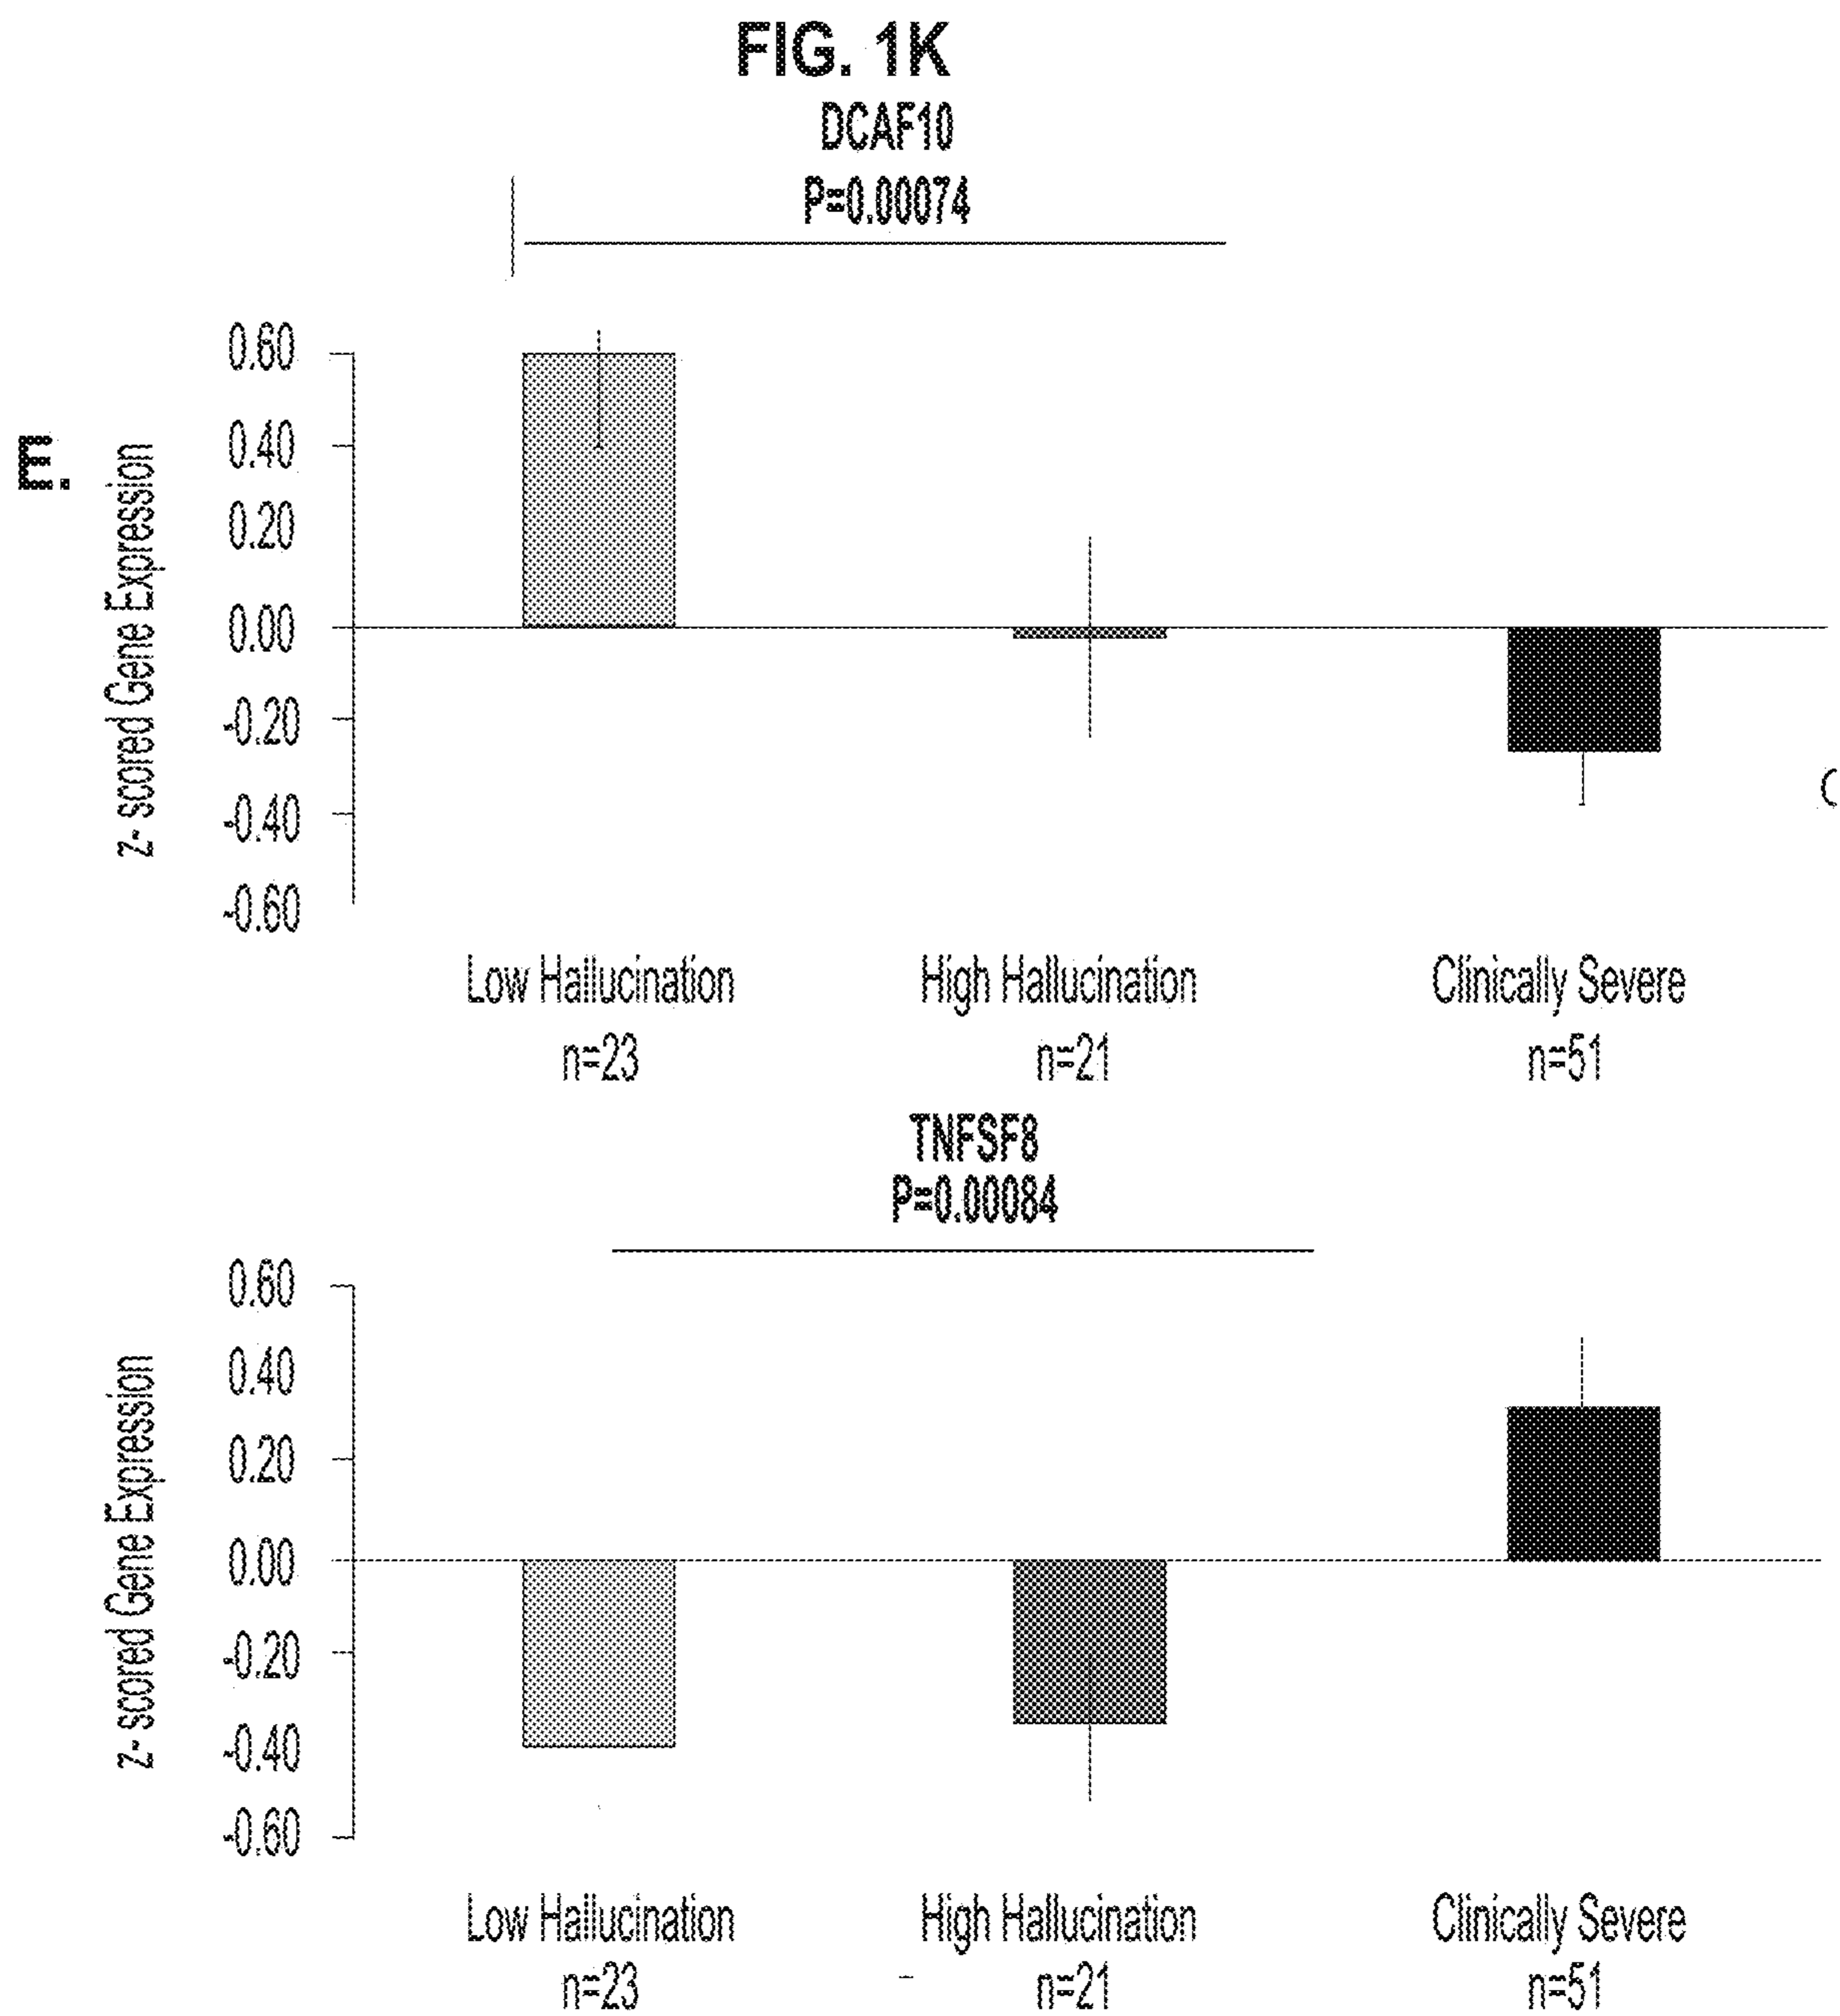 FIG. 1K
DCAF10
P=0.00074
E.
z- scored Gene Expression
0.60
0.40
0.20
0.00
-0.20
-0.40
-0.60
Low Hallucination
n=23
High Hallucination
n=21
Clinically Severe
n=51
TNFSF8
P=0.00084
z- scored Gene Expression
0.60
0.40
0.20
0.00
-0.20
-0.40
-0.60
Low Hallucination
n=23
High Hallucination
n=21
Clinically Severe
n=51